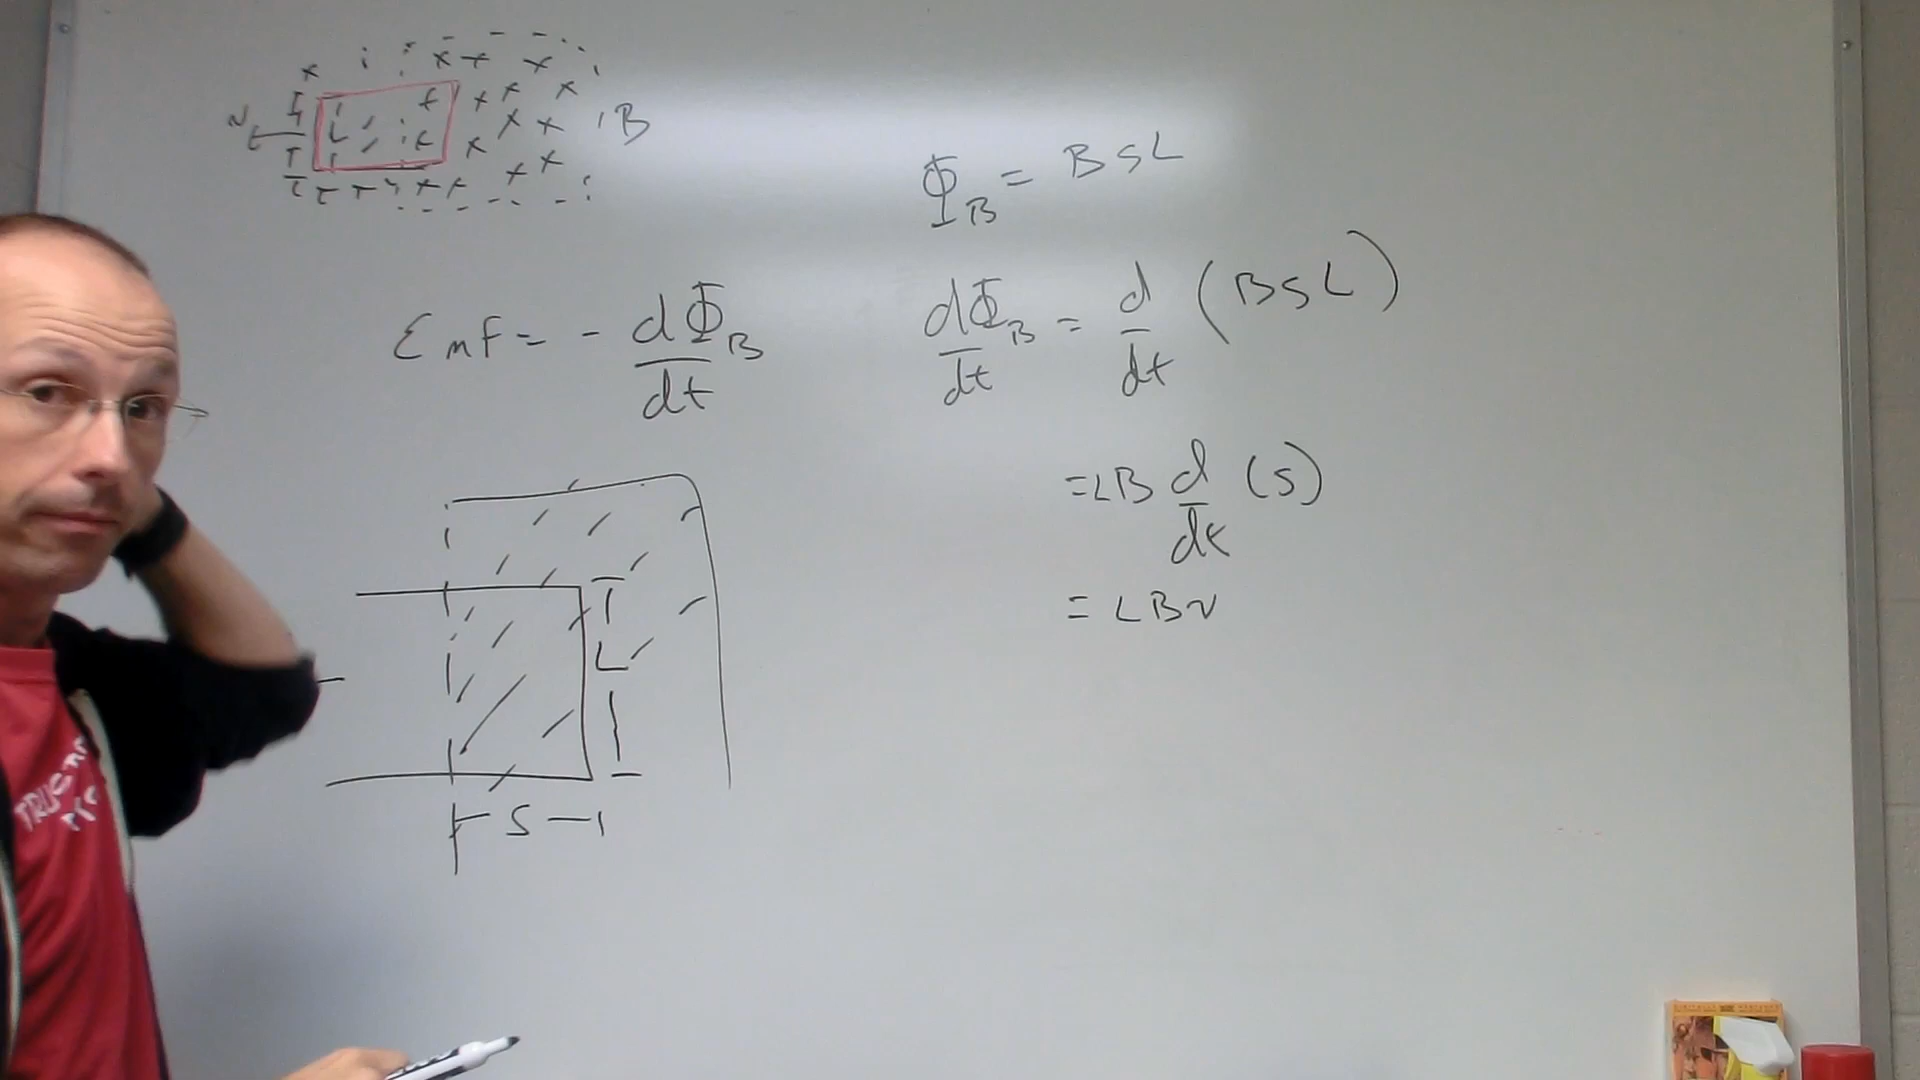 x x x x
x x x x
v L x x x B
x x x x
Φ_B = BSL
Emf = - dΦ_B/dt
dΦ_B/dt = d/dt (BSL)
= LB d/dt (S)
= LBv
L
S